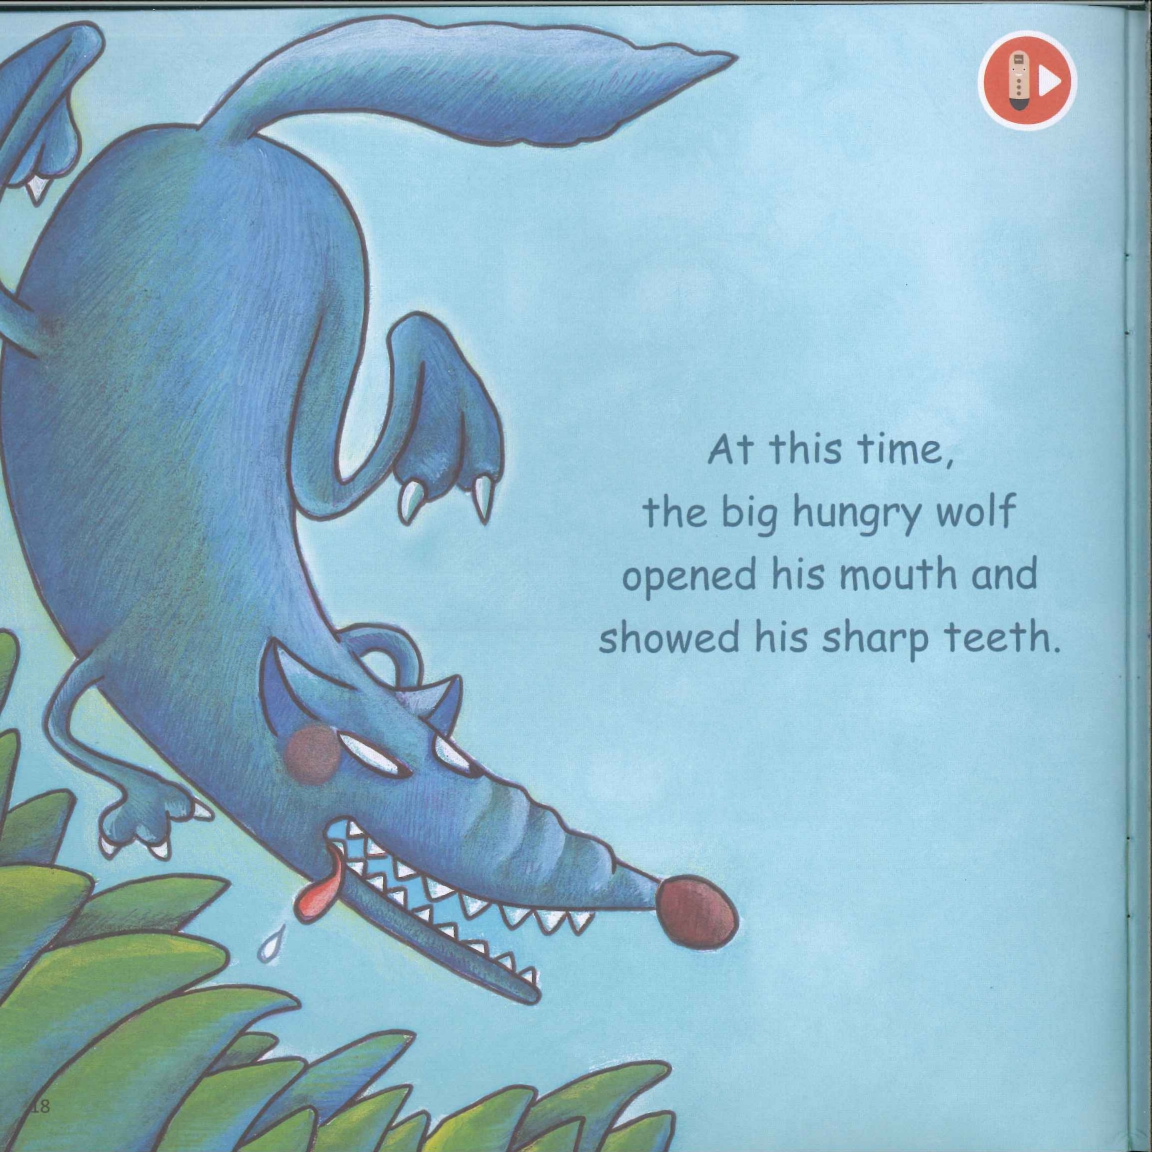 At this time,
the big hungry wolf
opened his mouth and
showed his sharp teeth.
18